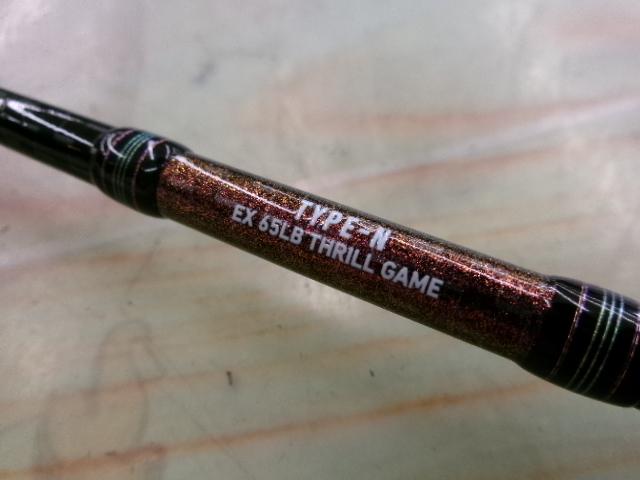 TYPE-N
EX 65LB THRILL GAME